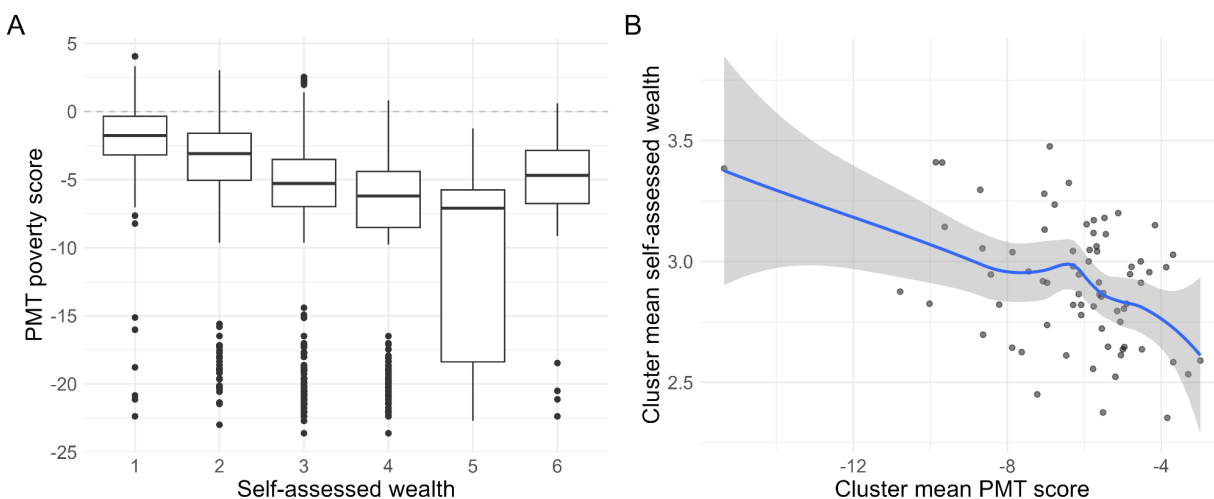 A
PMT poverty score
5
0
-5
-10
-15
-20
-25
1 2 3 4 5 6
Self-assessed wealth
B
Cluster mean self-assessed wealth
3.5
3.0
2.5
-12 -8 -4
Cluster mean PMT score